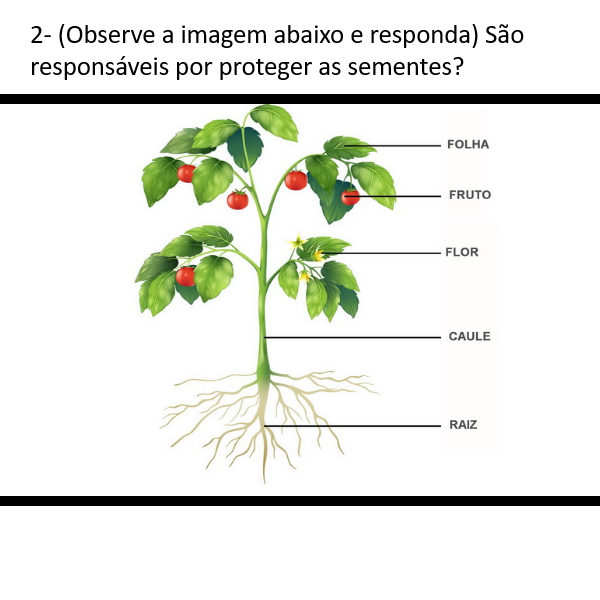 2- (Observe a imagem abaixo e responda) São
responsáveis por proteger as sementes?
FOLHA
FRUTO
FLOR
CAULE
RAIZ